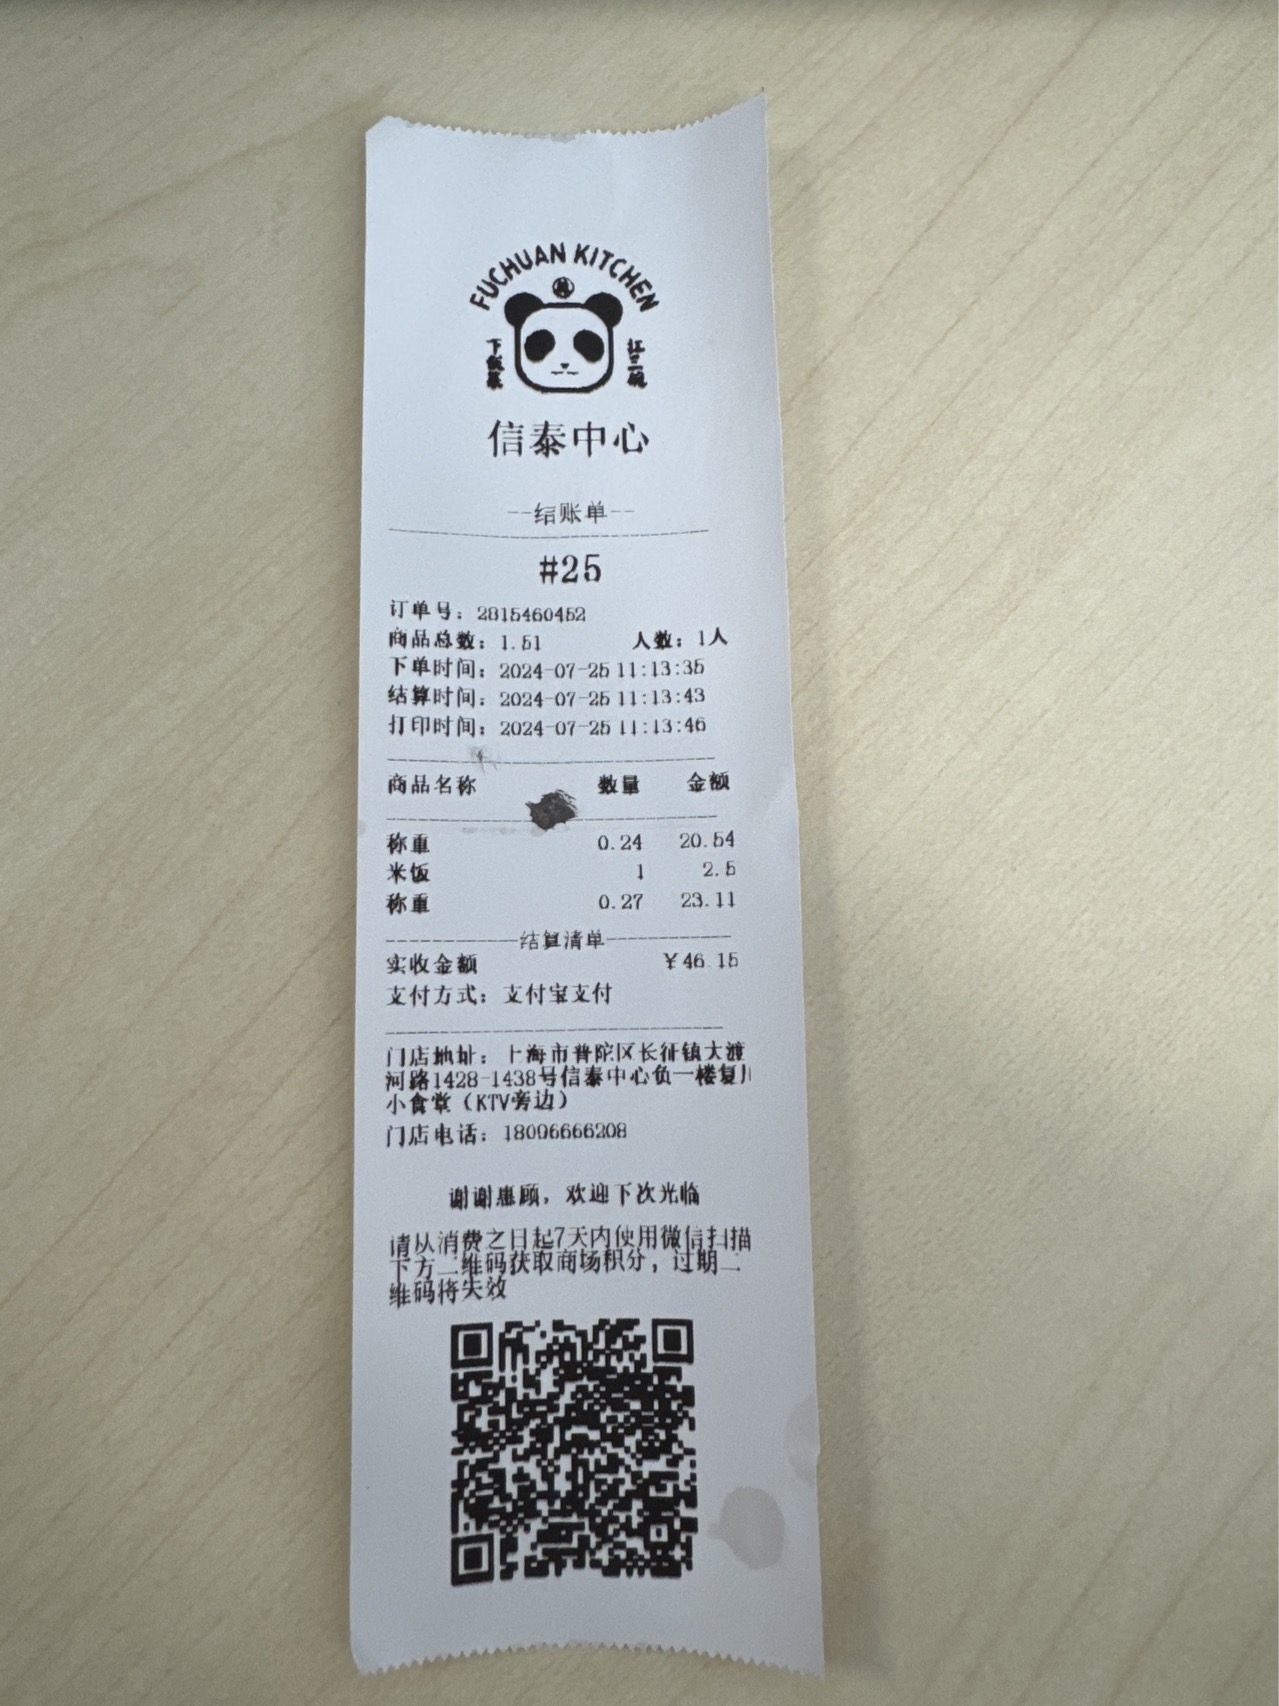 FUCHUAN KITCHEN
下饭菜
扛三碗
信泰中心
--结账单--
#25
订单号：2815460452
商品总数：1.51 人数：1人
下单时间：2024-07-25 11:13:35
结算时间：2024-07-25 11:13:43
打印时间：2024-07-25 11:13:46
商品名称 数量 金额
称重 0.24 20.54
米饭 1 2.5
称重 0.27 23.11
结算清单
实收金额 ￥46.15
支付方式：支付宝支付
门店地址：上海市普陀区长征镇大渡
河路1428-1438号信泰中心负一楼复川
小食堂（KTV旁边）
门店电话：18096666208
谢谢惠顾，欢迎下次光临
请从消费之日起7天内使用微信扫描
下方二维码获取商场积分，过期二
维码将失效